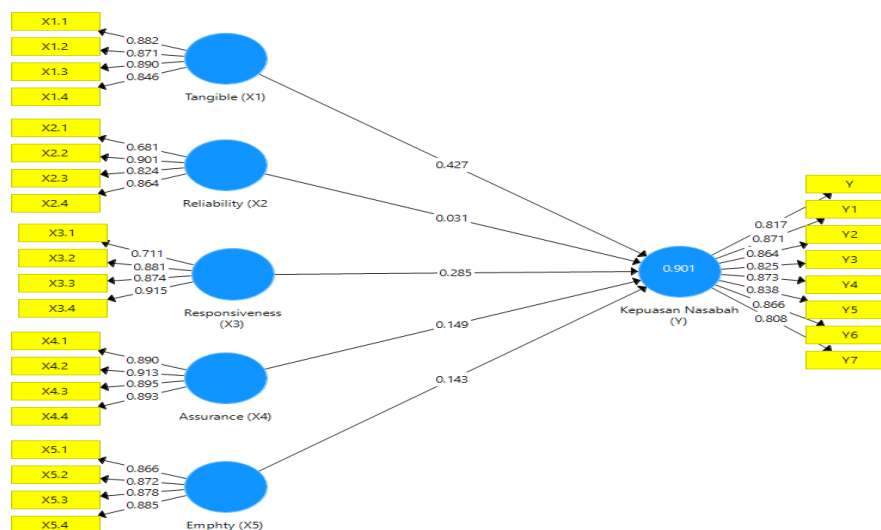 X1.1
X1.2
X1.3
X1.4
0.882
0.871
0.890
0.846
Tangible (X1)
X2.1
X2.2
X2.3
X2.4
0.681
0.901
0.824
0.864
Reliability (X2
X3.1
X3.2
X3.3
X3.4
0.711
0.881
0.874
0.915
Responsiveness
(X3)
X4.1
X4.2
X4.3
X4.4
0.890
0.913
0.895
0.893
Assurance (X4)
X5.1
X5.2
X5.3
X5.4
0.866
0.872
0.878
0.885
Emphty (X5)
0.427
0.031
0.285
0.149
0.143
0.901
Kepuasan Nasabah
(Y)
0.817
0.871
0.864
0.825
0.873
0.838
0.866
0.808
Y
Y1
Y2
Y3
Y4
Y5
Y6
Y7